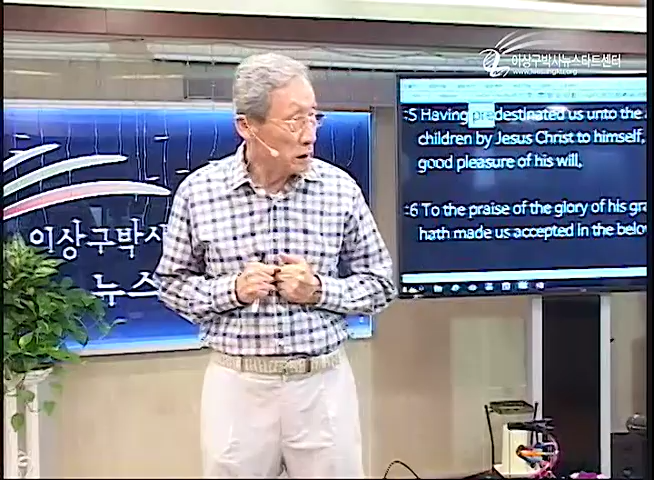 이상구박사뉴스타트센터
:5 Having predestinated us unto the
children by Jesus Christ to himself,
good pleasure of his will,
:6 To the praise of the glory of his
hath made us accepted in the
이상구박사
뉴스